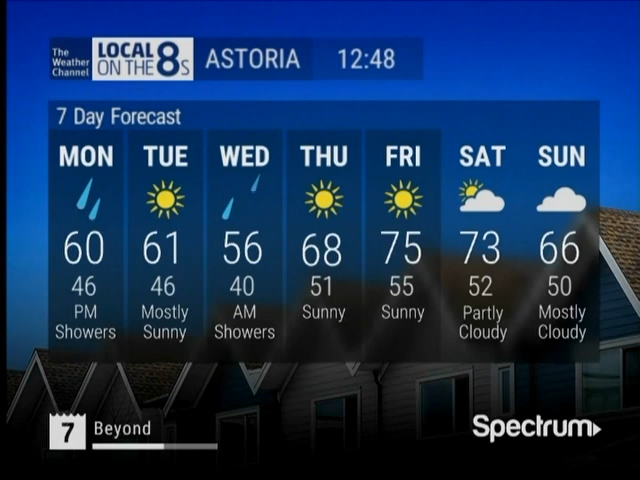 The Weather Channel
LOCAL ON THE 8s
ASTORIA
12:48
7 Day Forecast
MON TUE WED THU FRI SAT SUN
60 61 56 68 75 73 66
46 46 40 51 55 52 50
PM Showers
Mostly Sunny
AM Showers
Sunny
Sunny
Partly Cloudy
Mostly Cloudy
7
Beyond
Spectrum